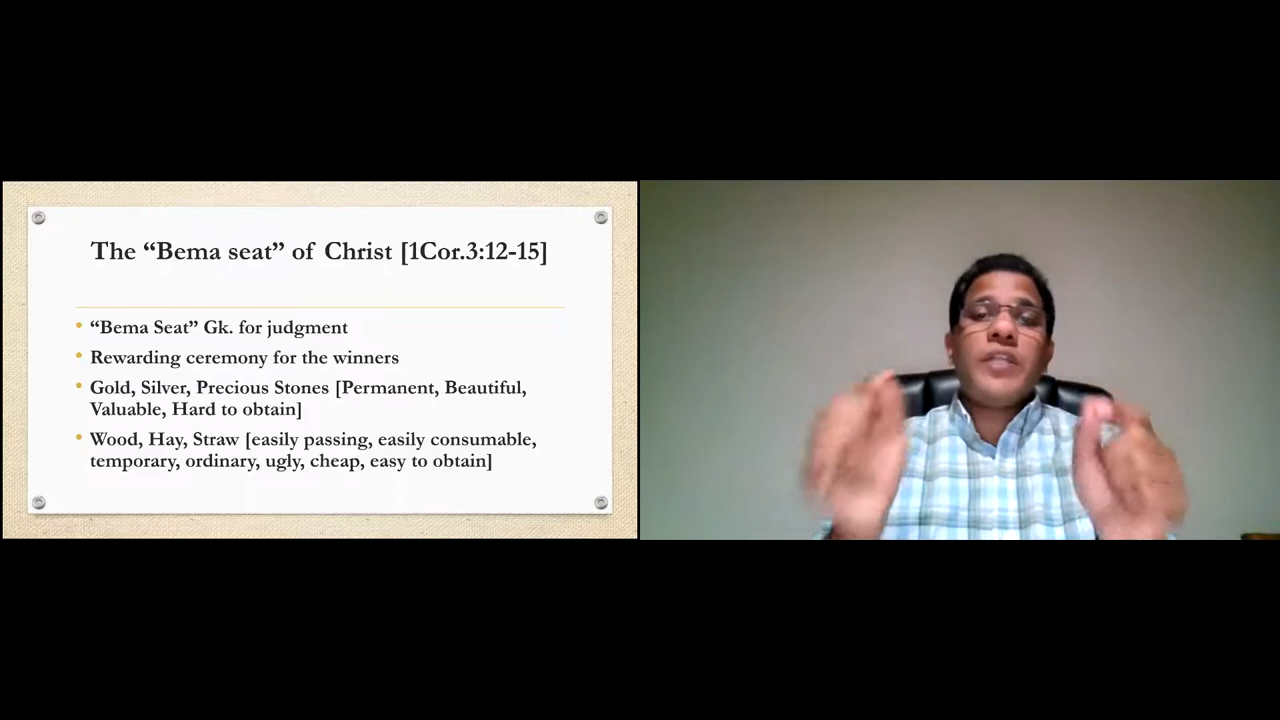 The “Bema seat” of Christ [1Cor.3:12-15]
“Bema Seat” Gk. for judgment
Rewarding ceremony for the winners
Gold, Silver, Precious Stones [Permanent, Beautiful,
Valuable, Hard to obtain]
Wood, Hay, Straw [easily passing, easily consumable,
temporary, ordinary, ugly, cheap, easy to obtain]